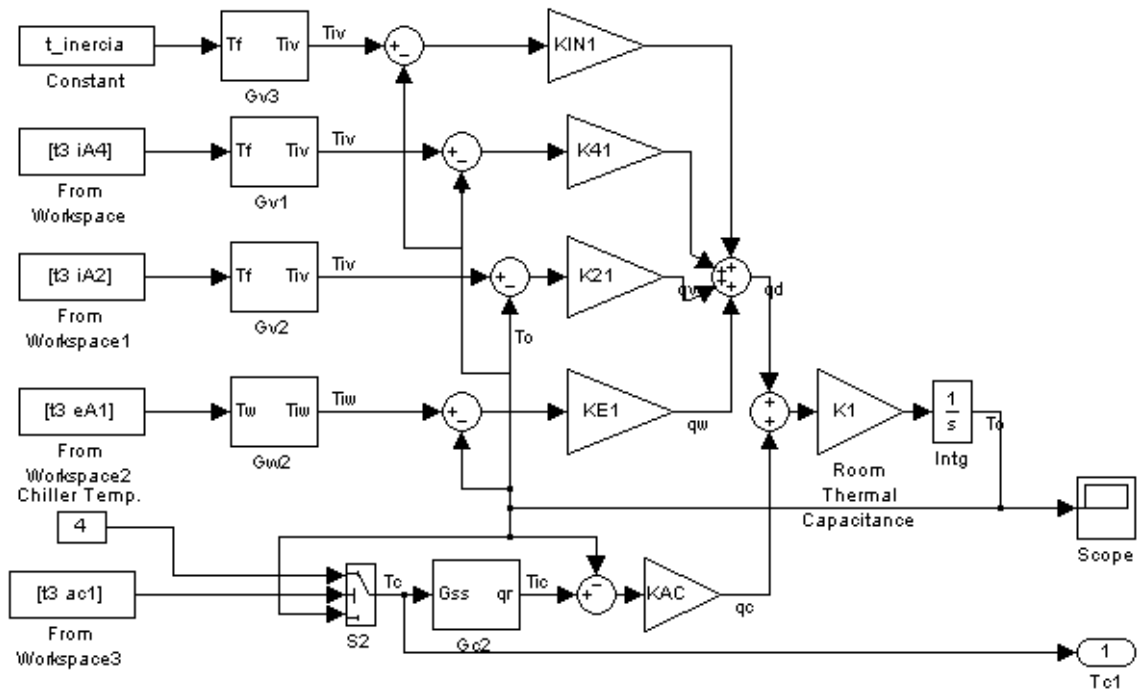 t_inercia
Constant
Tf Tiv
Gv3
Tiv
+
−
KIN1
[t3 iA4]
From
Workspace
Tf Tiv
Gv1
Tiv
+
−
K41
[t3 iA2]
From
Workspace1
Tf Tiv
Gv2
Tiv
+
−
To
K21
qv
+
+
+
+
qd
[t3 eA1]
From
Workspace2
Tw Tiw
Gw2
Tiw
+
−
KE1
qw
+
+
K1
Room
Thermal
Capacitance
1
s
Intg
To
Scope
Chiller Temp.
4
[t3 ac1]
From
Workspace3
S2
Tc
Gss qr
Gc2
Tic
−
+
KAC
qc
1
Tc1